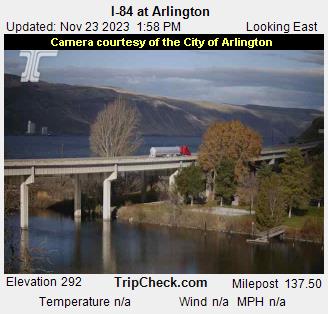 I-84 at Arlington
Updated: Nov 23 2023 1:58 PM Looking East
Camera courtesy of the City of Arlington
Elevation 292 TripCheck.com Milepost 137.50
Temperature n/a Wind n/a MPH n/a